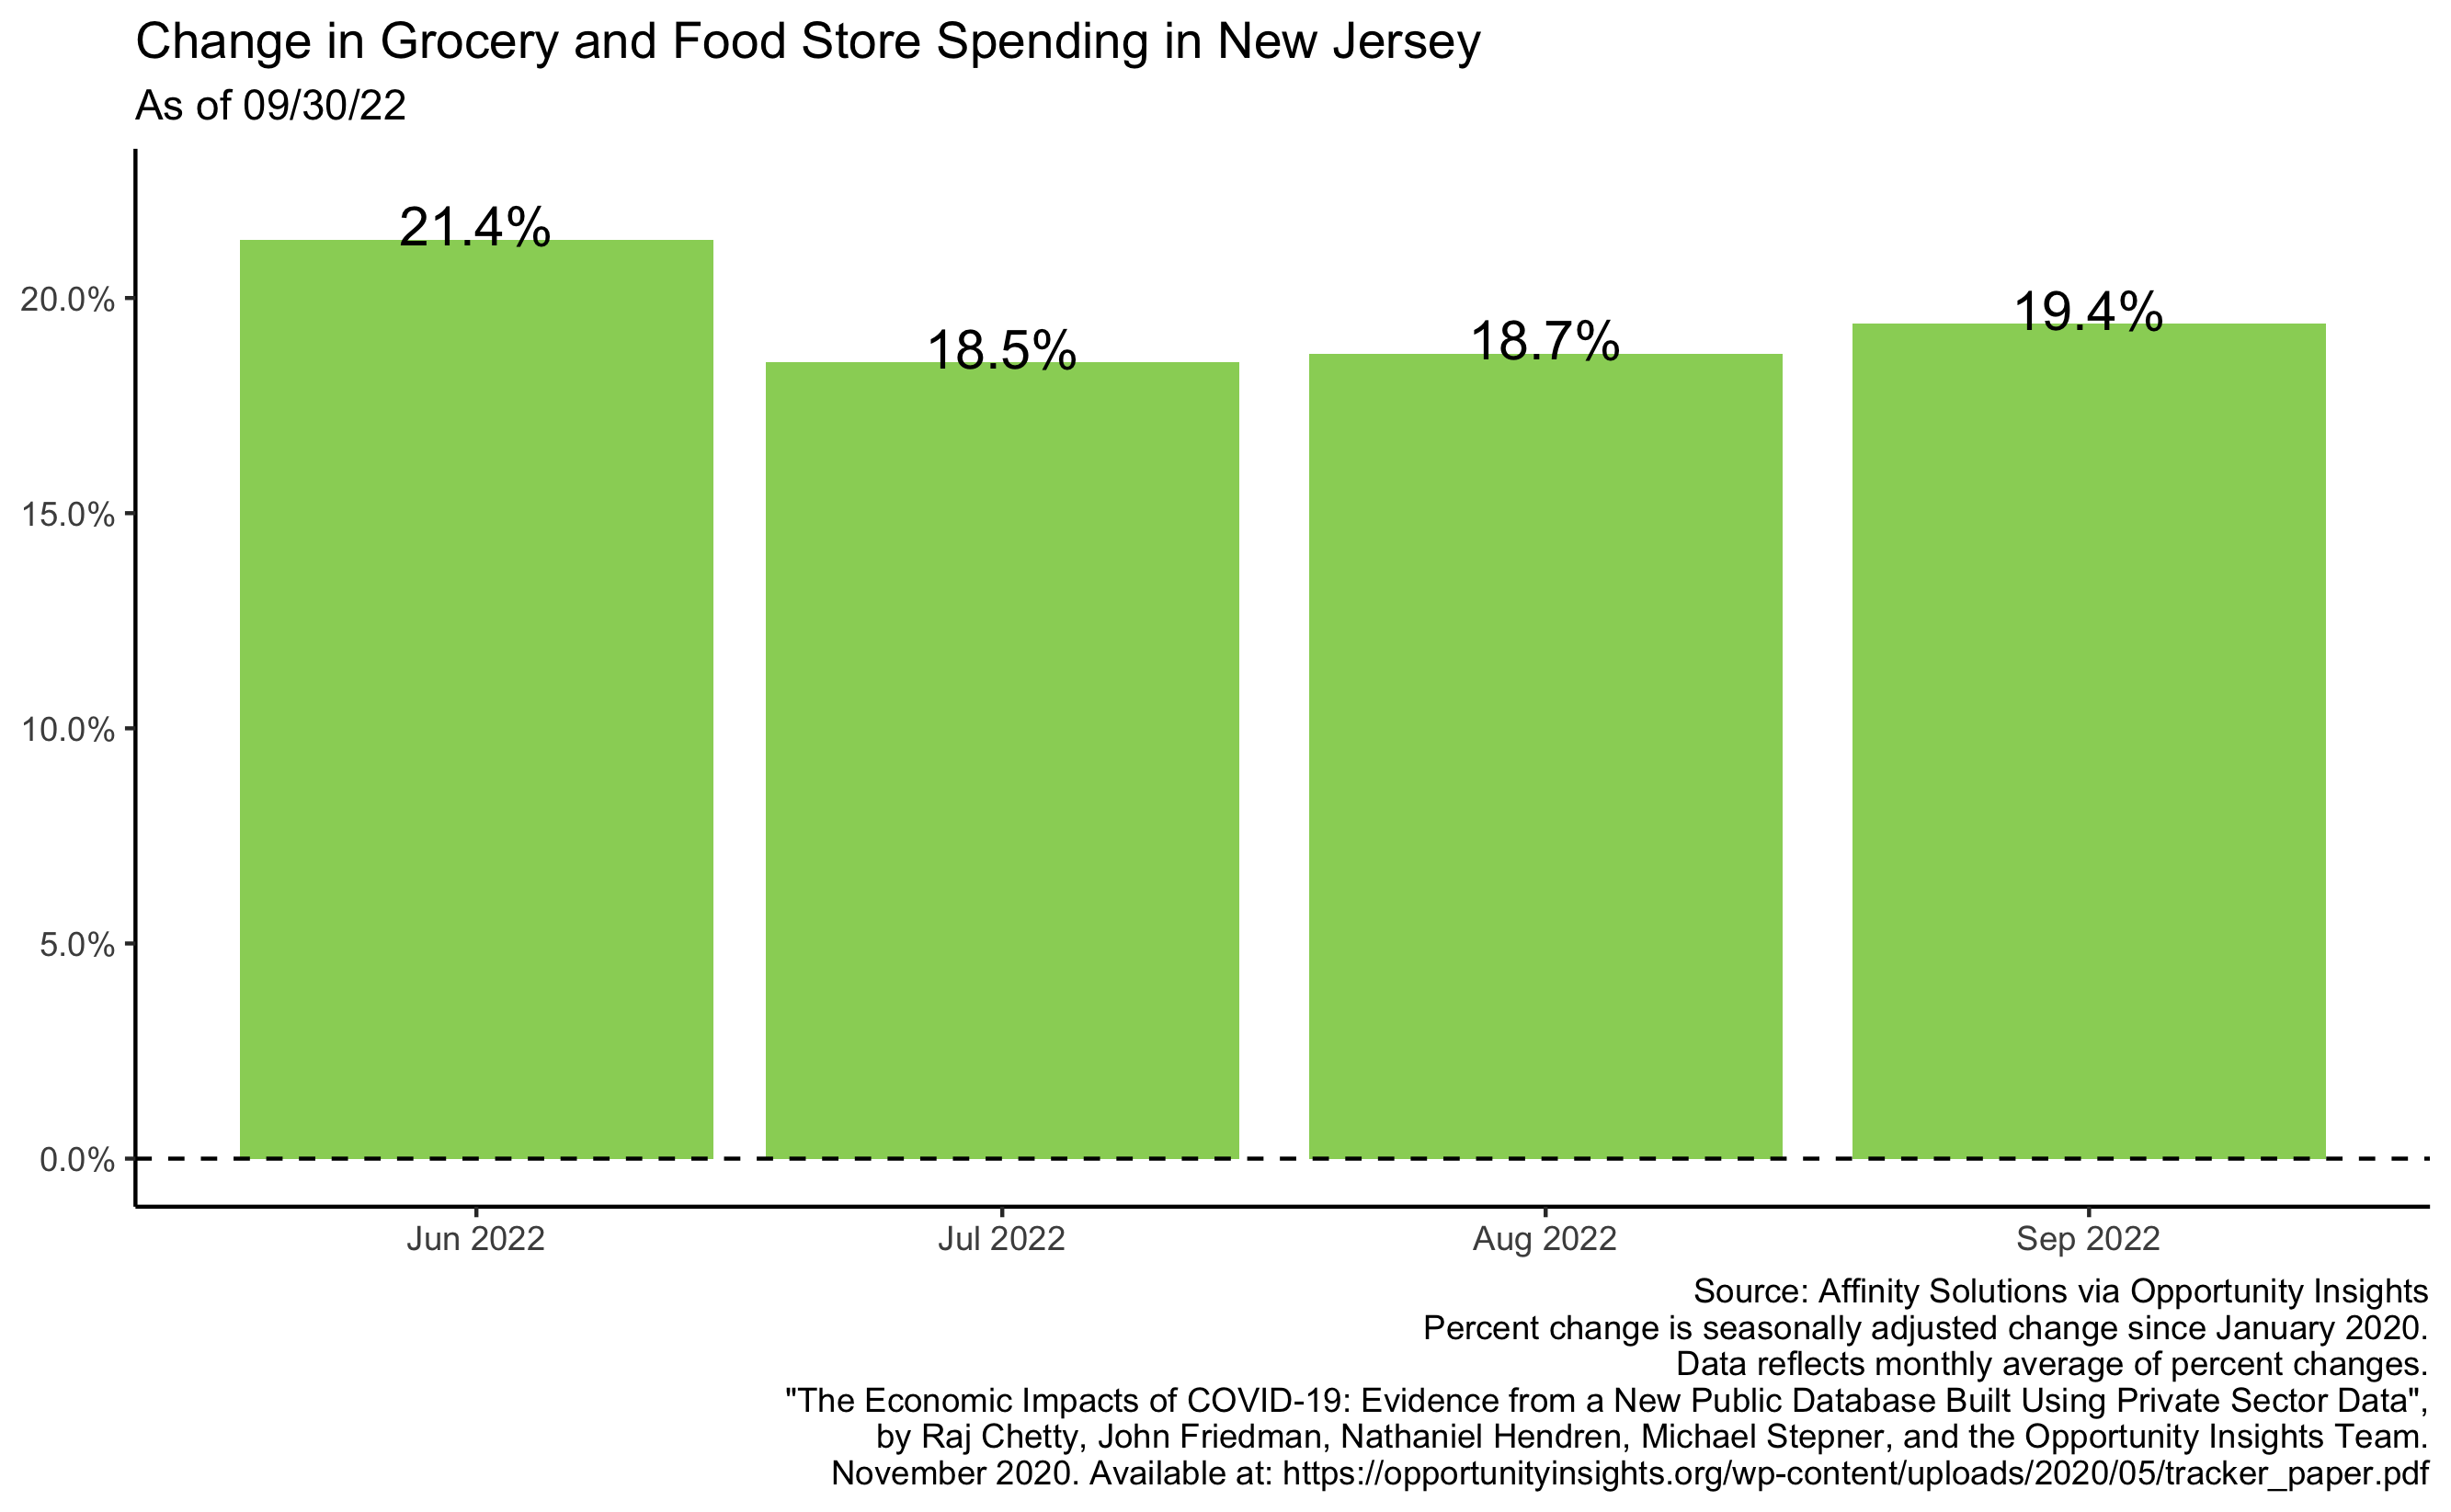 Change in Grocery and Food Store Spending in New Jersey
As of 09/30/22
21.4%
18.5%
18.7%
19.4%
20.0%
15.0%
10.0%
5.0%
0.0%
Jun 2022
Jul 2022
Aug 2022
Sep 2022
Source: Affinity Solutions via Opportunity Insights
Percent change is seasonally adjusted change since January 2020.
Data reflects monthly average of percent changes.
"The Economic Impacts of COVID-19: Evidence from a New Public Database Built Using Private Sector Data",
by Raj Chetty, John Friedman, Nathaniel Hendren, Michael Stepner, and the Opportunity Insights Team.
November 2020. Available at: https://opportunityinsights.org/wp-content/uploads/2020/05/tracker_paper.pdf